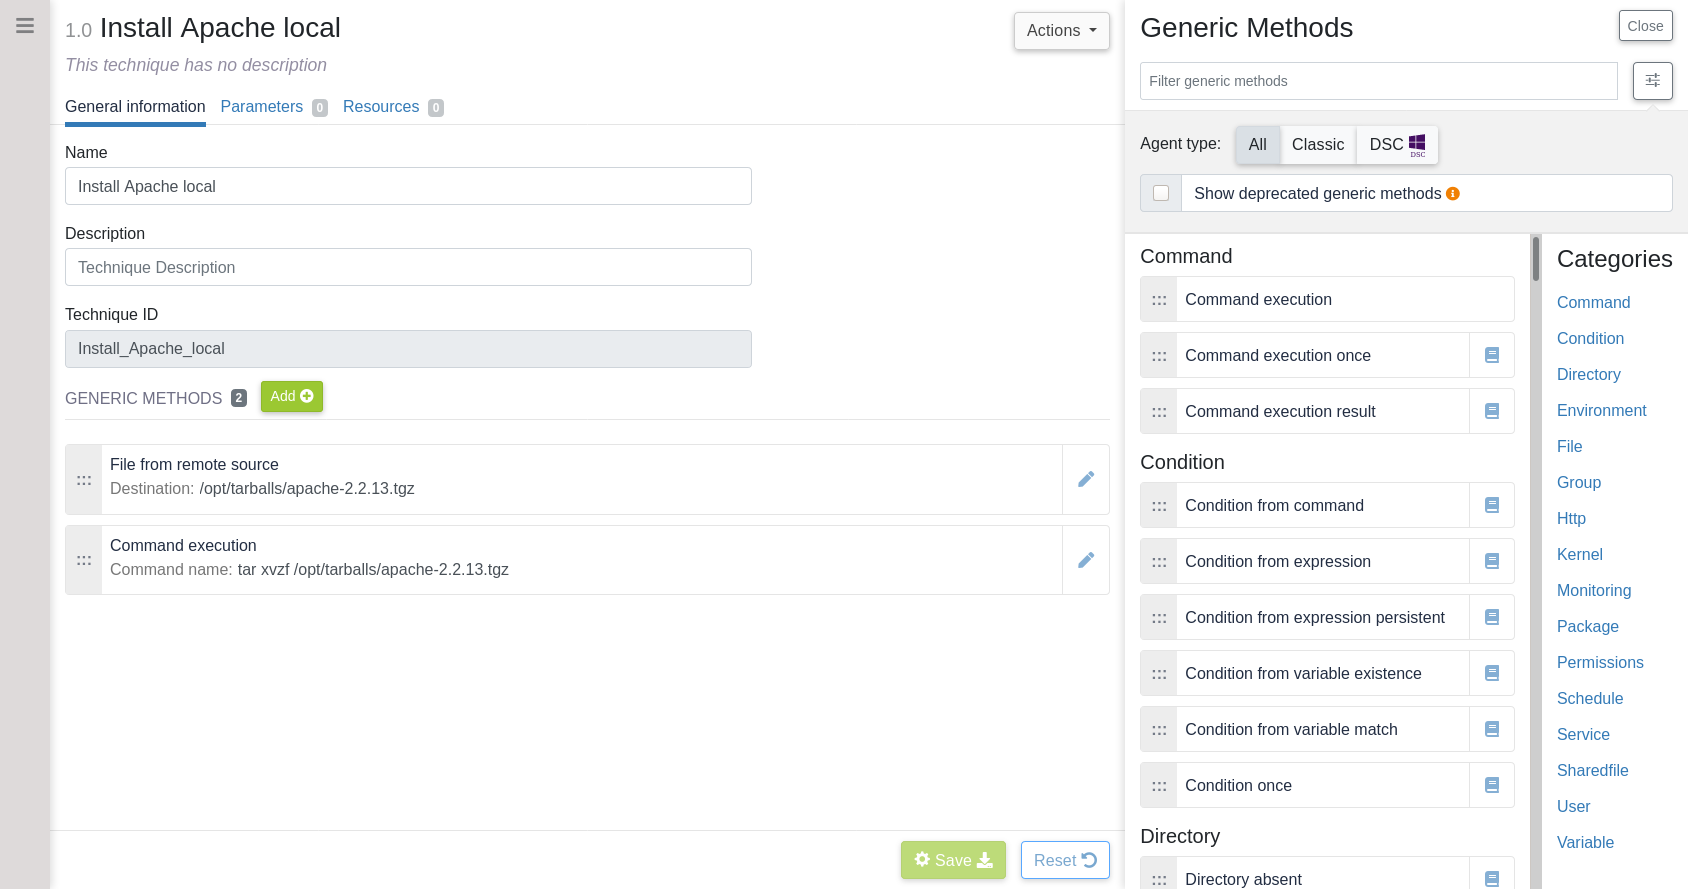 1.0 Install Apache local
Actions
This technique has no description
General information Parameters 0 Resources 0
Name
Install Apache local
Description
Technique Description
Technique ID
Install_Apache_local
GENERIC METHODS 2 Add
File from remote source
Destination: /opt/tarballs/apache-2.2.13.tgz
Command execution
Command name: tar xvzf /opt/tarballs/apache-2.2.13.tgz
Save Reset
Generic Methods
Close
Filter generic methods
Agent type: All Classic DSC DSC
Show deprecated generic methods
Command
Command execution
Command execution once
Command execution result
Condition
Condition from command
Condition from expression
Condition from expression persistent
Condition from variable existence
Condition from variable match
Condition once
Directory
Directory absent
Categories
Command
Condition
Directory
Environment
File
Group
Http
Kernel
Monitoring
Package
Permissions
Schedule
Service
Sharedfile
User
Variable